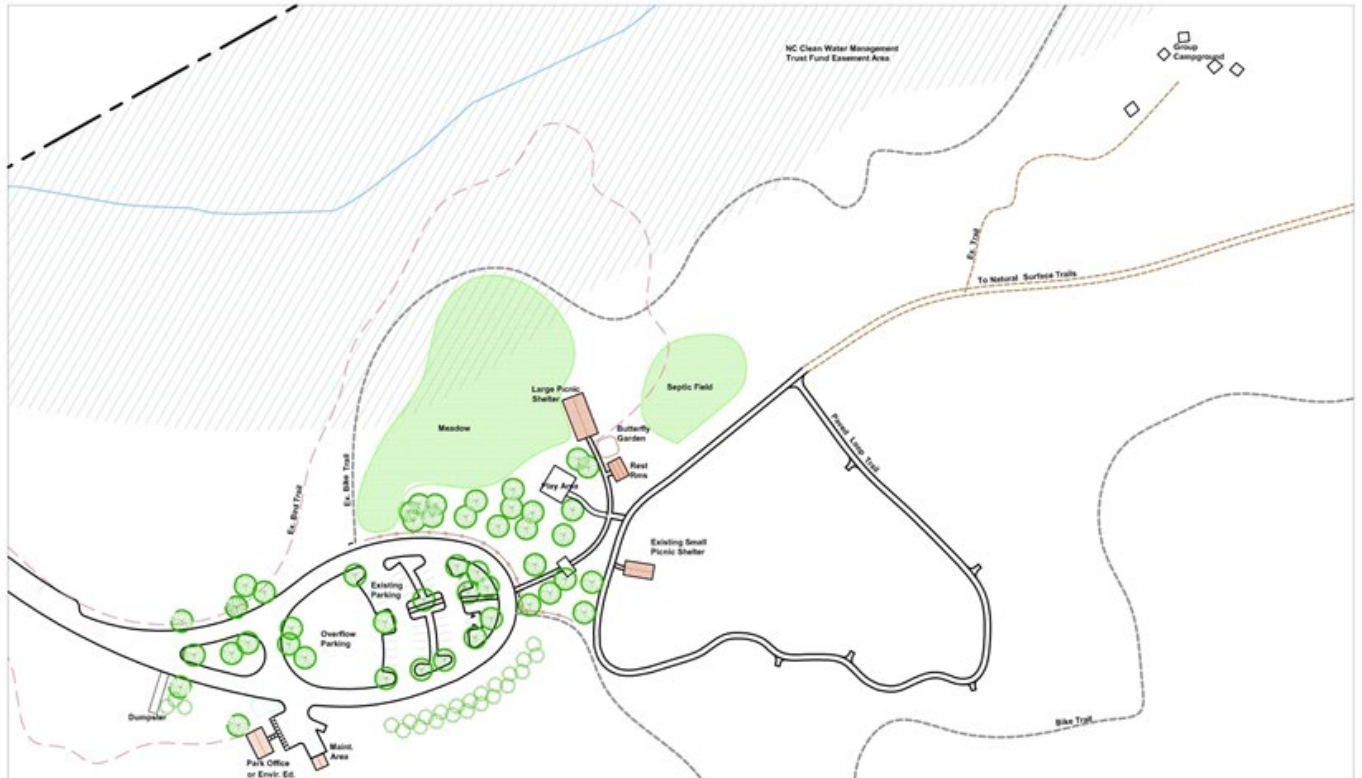 NC Clean Water Management
Trust Fund Easement Area
Group
Campground
Ex. Trail
To Natural Surface Trails
Large Picnic
Shelter
Septic Field
Meadow
Butterfly
Garden
Paved Loop Trail
Rest
Rms
Play Area
Ex. Bike Trail
Ex. Bird Trail
Existing Small
Picnic Shelter
Existing
Parking
Overflow
Parking
Dumpster
Bike Trail
Maint.
Area
Park Office
or Envir. Ed.